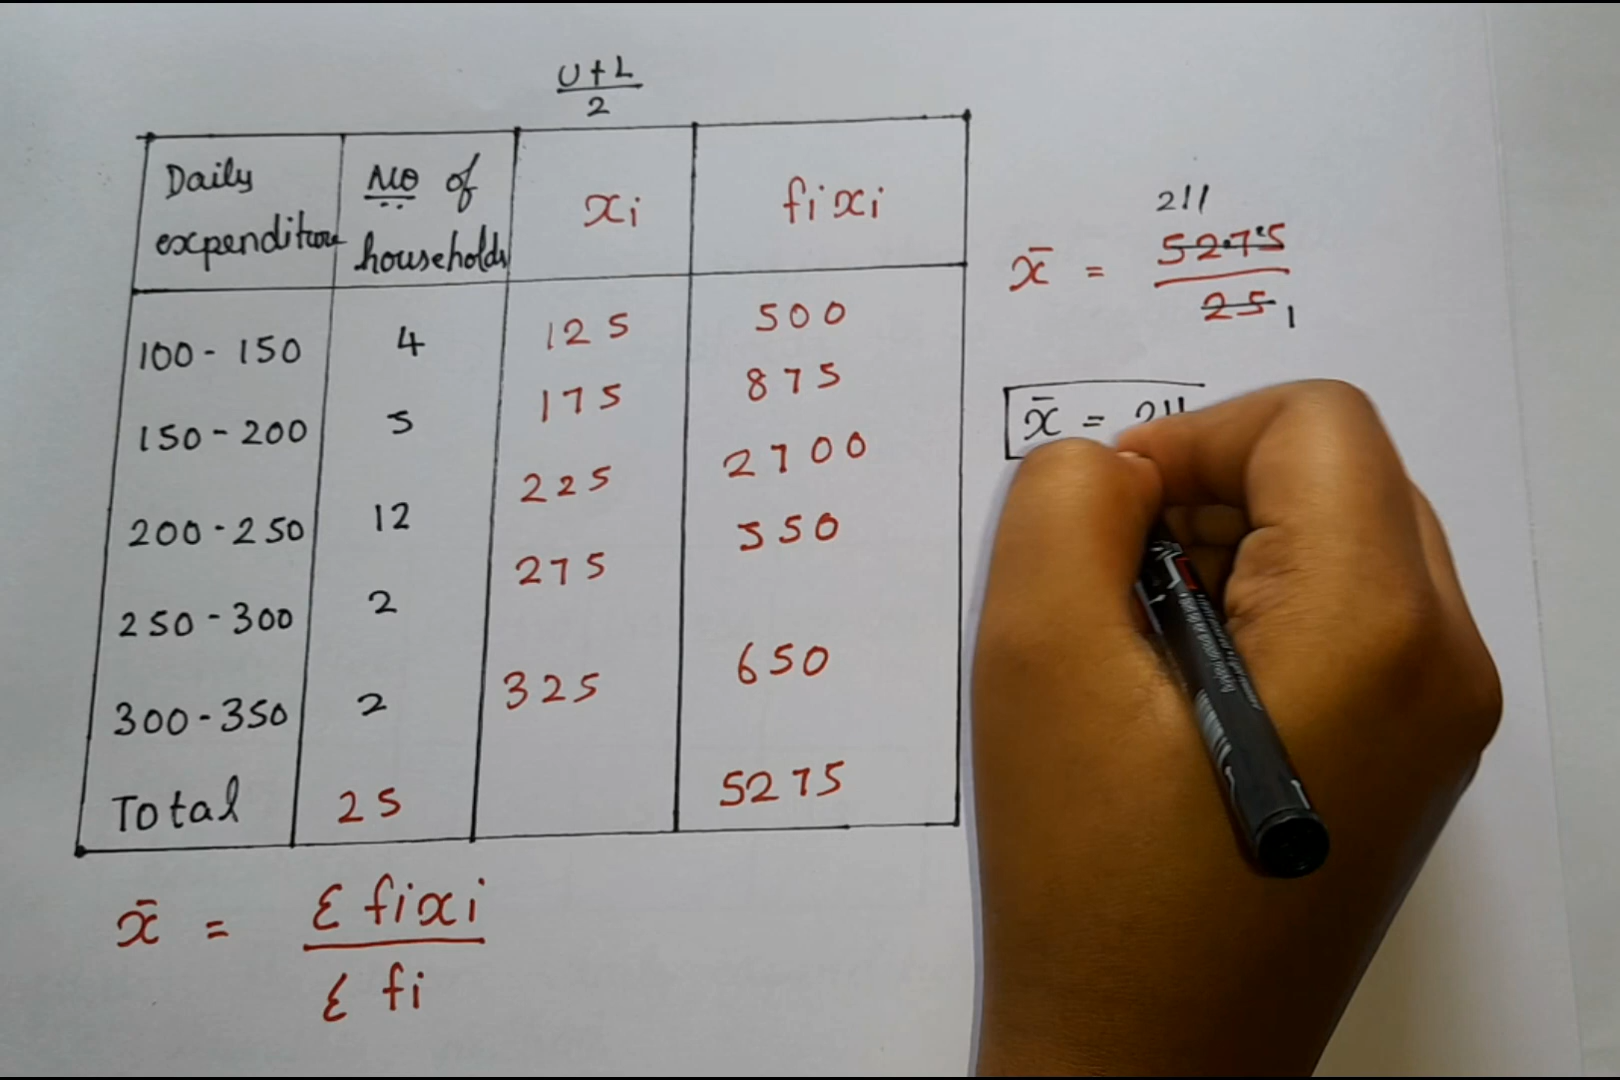 U+L
2
Daily expenditure
No of households
xi
fixi
100 - 150 4 125 500
150 - 200 5 175 875
200 - 250 12 225 2700
250 - 300 2 275 550
300 - 350 2 325 650
Total 25 5275
x̄ = Σ fixi
Σ fi
211
x̄ = 5275
25 1
x̄ = 211